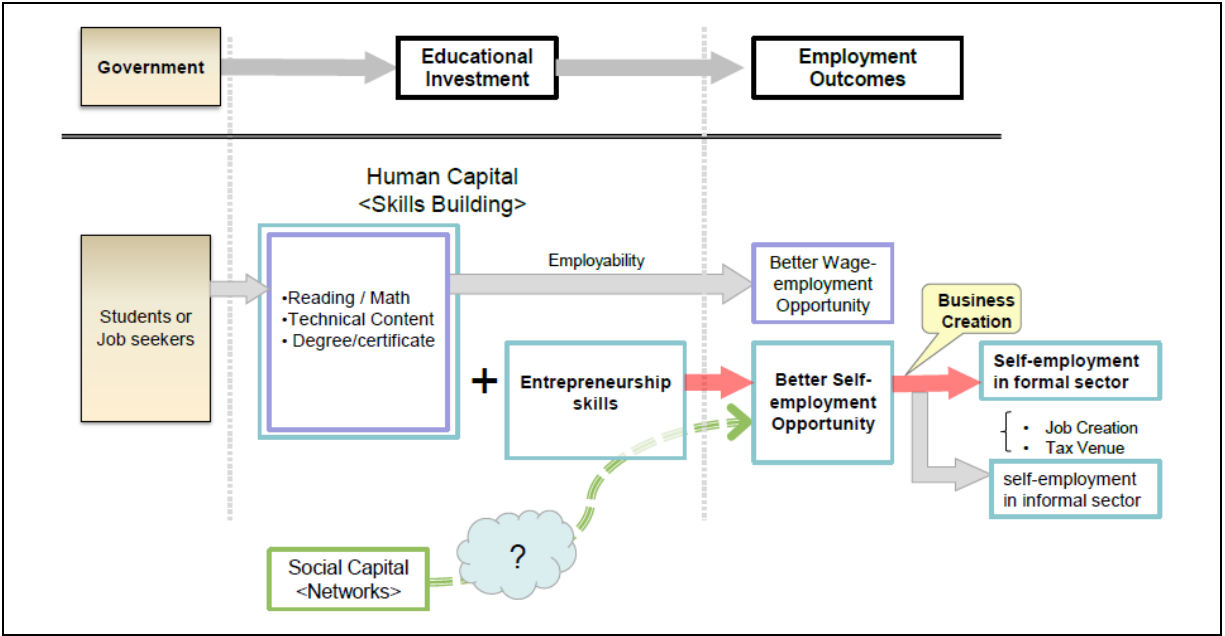 Government
Educational
Investment
Employment
Outcomes
Human Capital
<Skills Building>
Students or
Job seekers
•Reading / Math
•Technical Content
• Degree/certificate
Employability
Better Wage-
employment
Opportunity
Business
Creation
+
Entrepreneurship
skills
Better Self-
employment
Opportunity
Self-employment
in formal sector
• Job Creation
• Tax Venue
self-employment
in informal sector
Social Capital
<Networks>
?